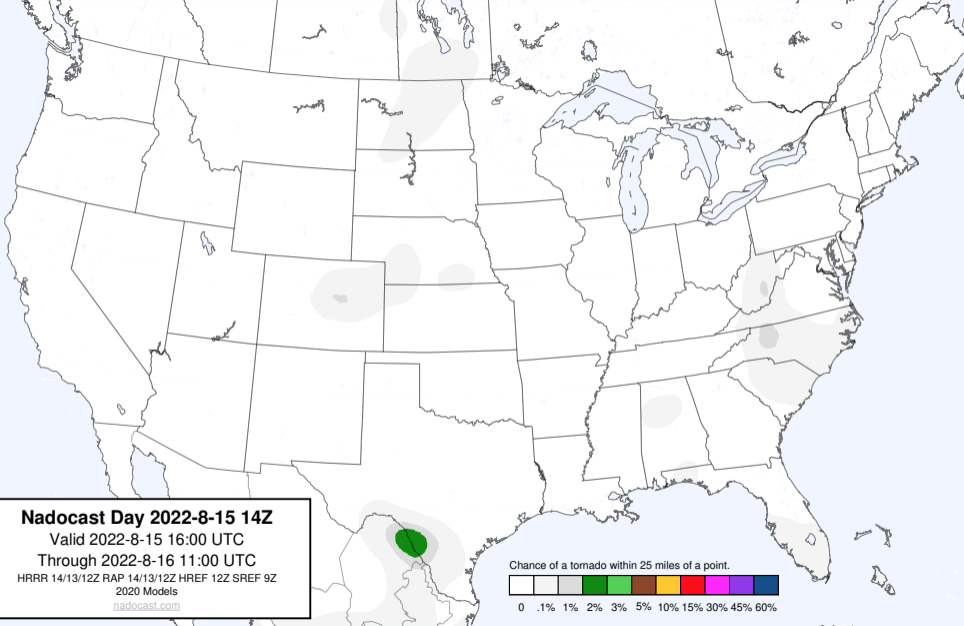 Nadocast Day 2022-8-15 14Z
Valid 2022-8-15 16:00 UTC
Through 2022-8-16 11:00 UTC
HRRR 14/13/12Z RAP 14/13/12Z HREF 12Z SREF 9Z
2020 Models
nadocast.com
Chance of a tornado within 25 miles of a point.
0 .1% 1% 2% 3% 5% 10% 15% 30% 45% 60%